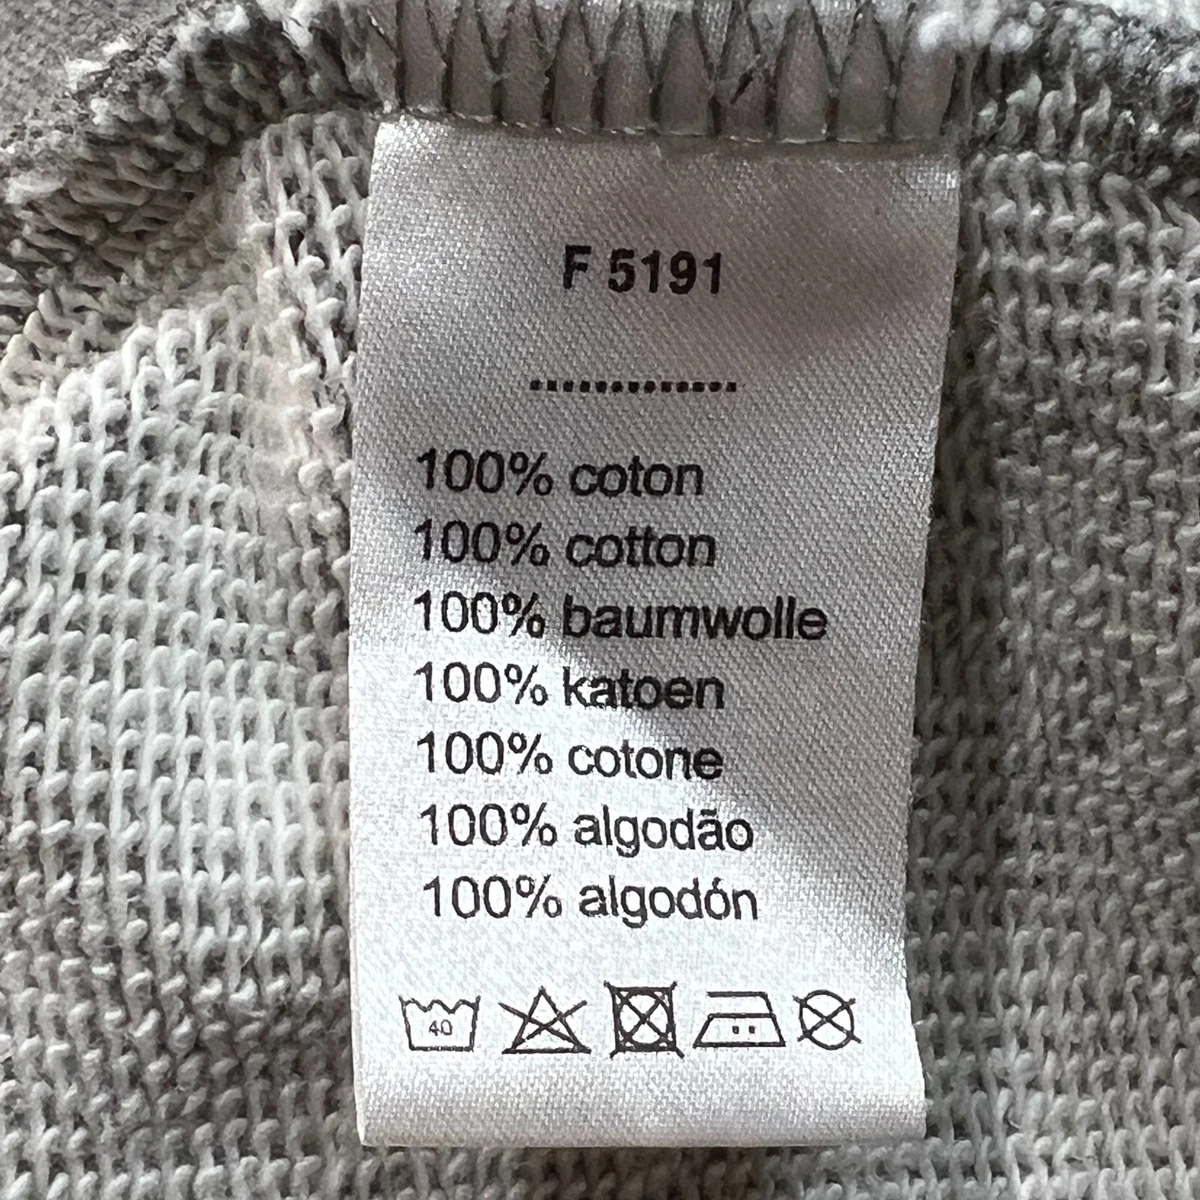 F 5191
100% coton
100% cotton
100% baumwolle
100% katoen
100% cotone
100% algodão
100% algodón
40